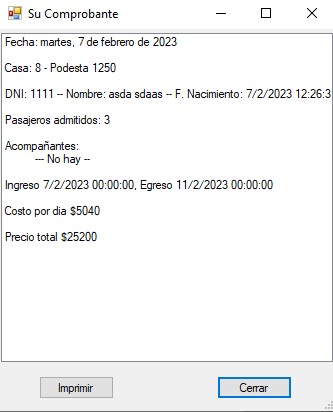 Su Comprobante
Fecha: martes, 7 de febrero de 2023
Casa: 8 - Podesta 1250
DNI: 1111 -- Nombre: asda sdaas -- F. Nacimiento: 7/2/2023 12:26:3
Pasajeros admitidos: 3
Acompañantes:
--- No hay --
Ingreso 7/2/2023 00:00:00, Egreso 11/2/2023 00:00:00
Costo por dia $5040
Precio total $25200
Imprimir
Cerrar